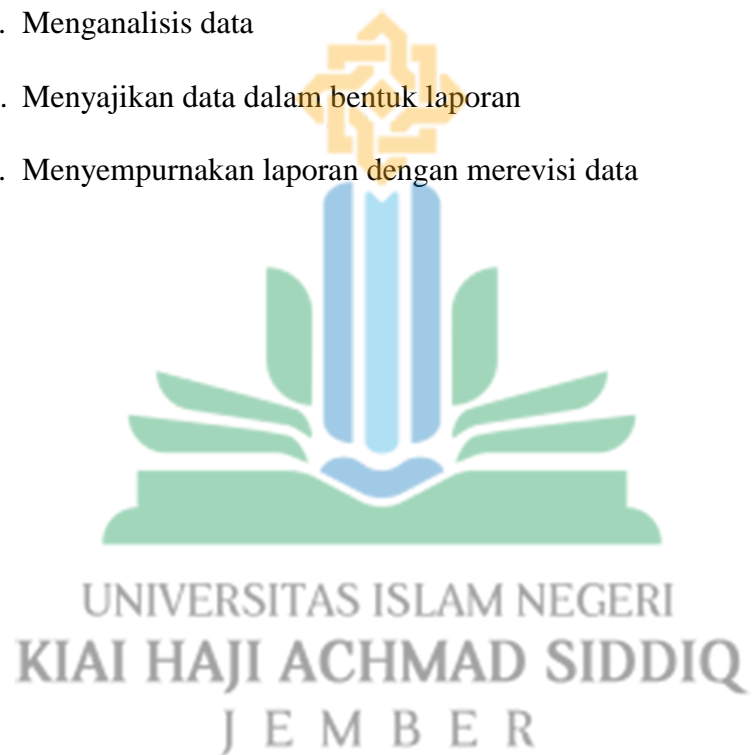 . Menganalisis data
. Menyajikan data dalam bentuk laporan
. Menyempurnakan laporan dengan merevisi data
UNIVERSITAS ISLAM NEGERI
KIAI HAJI ACHMAD SIDDIQ
JEMBER